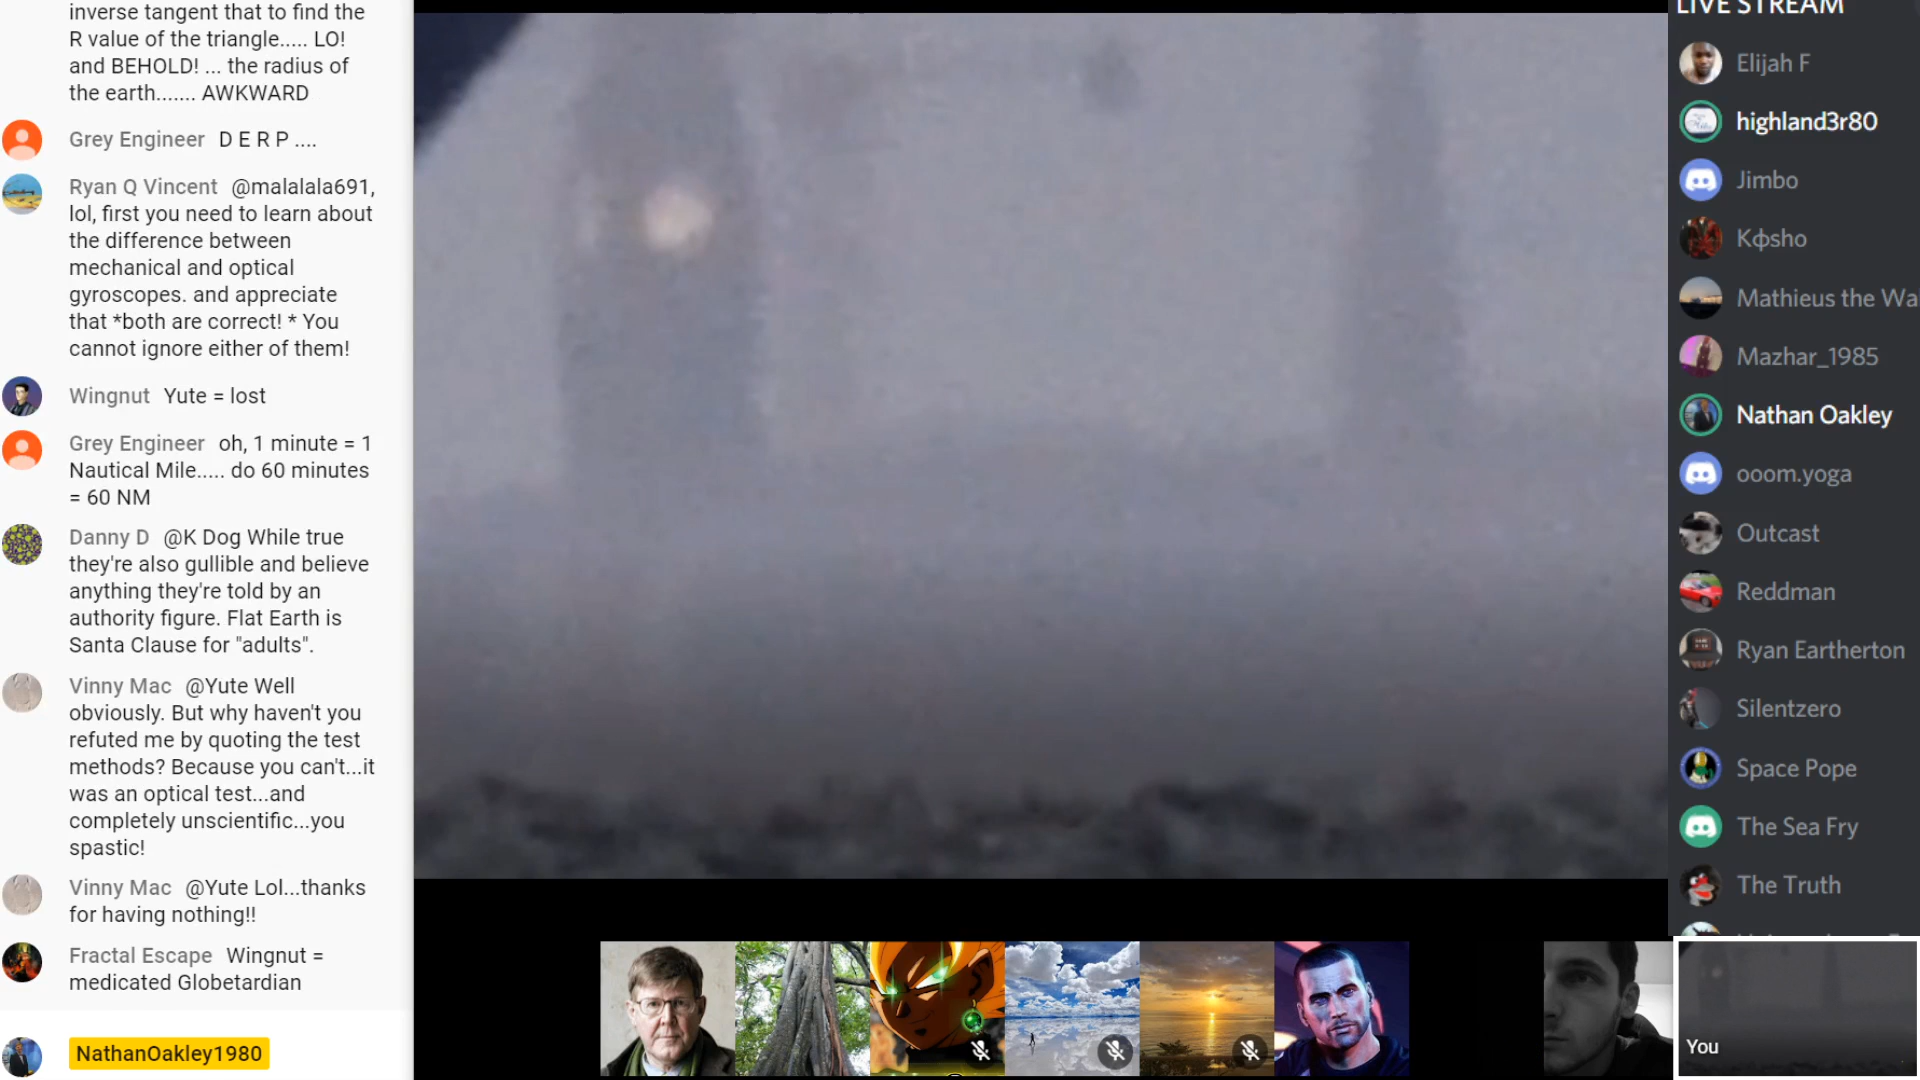 inverse tangent that to find the
R value of the triangle..... LO!
and BEHOLD! ... the radius of
the earth....... AWKWARD
Grey Engineer D E R P ....
Ryan Q Vincent @malalala691,
lol, first you need to learn about
the difference between
mechanical and optical
gyroscopes. and appreciate
that *both are correct! * You
cannot ignore either of them!
Wingnut Yute = lost
Grey Engineer oh, 1 minute = 1
Nautical Mile..... do 60 minutes
= 60 NM
Danny D @K Dog While true
they're also gullible and believe
anything they're told by an
authority figure. Flat Earth is
Santa Clause for "adults".
Vinny Mac @Yute Well
obviously. But why haven't you
refuted me by quoting the test
methods? Because you can't...it
was an optical test...and
completely unscientific...you
spastic!
Vinny Mac @Yute Lol...thanks
for having nothing!!
Fractal Escape Wingnut =
medicated Globetardian
NathanOakley1980
LIVE STREAM
Elijah F
highland3r80
Jimbo
Kфsho
Mathieus the Wa
Mazhar_1985
Nathan Oakley
ooom.yoga
Outcast
Reddman
Ryan Eartherton
Silentzero
Space Pope
The Sea Fry
The Truth
You